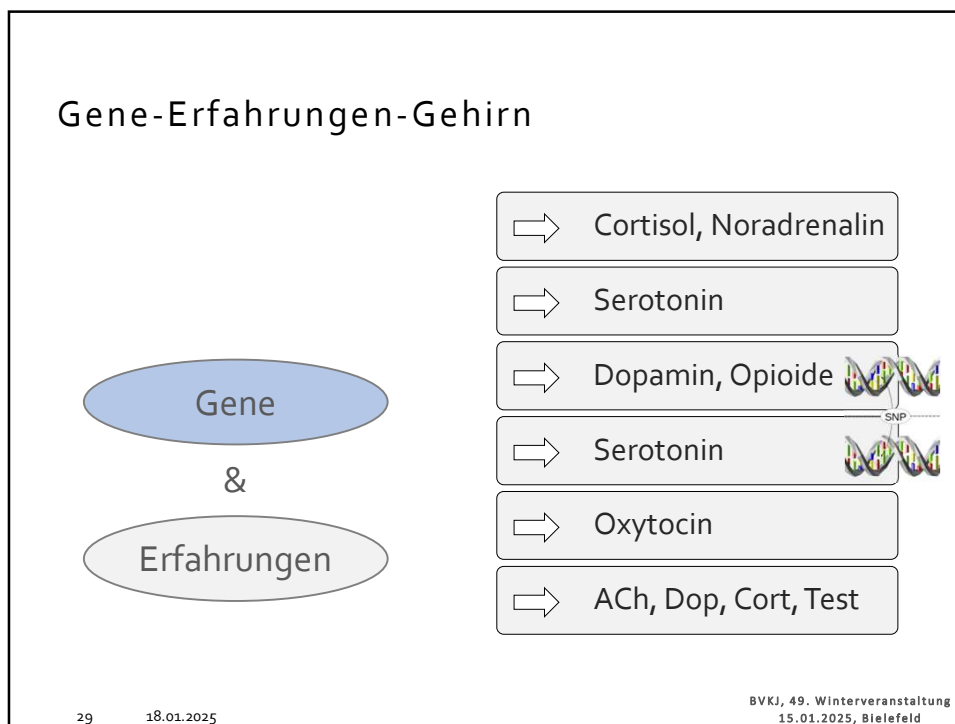 Gene-Erfahrungen-Gehirn
Cortisol, Noradrenalin
Serotonin
Dopamin, Opioide
SNP
Serotonin
Oxytocin
ACh, Dop, Cort, Test
Gene
&
Erfahrungen
29 18.01.2025
BVKJ, 49. Winterveranstaltung
15.01.2025, Bielefeld